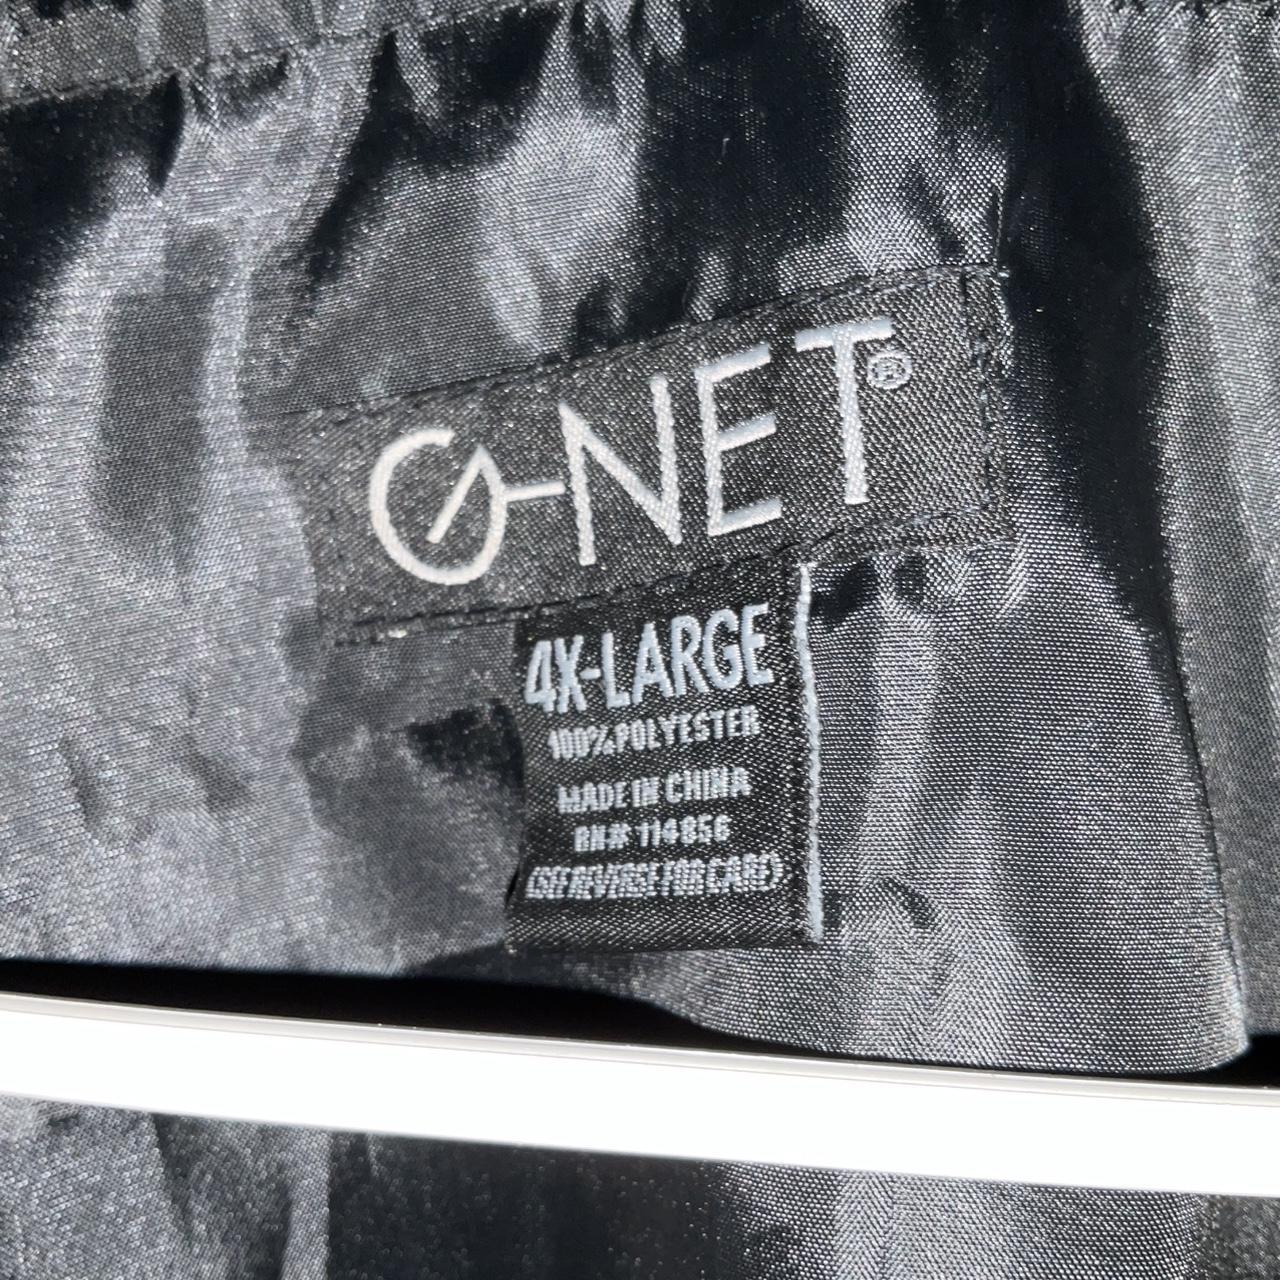 G-NET®
4X-LARGE
100% POLYESTER
MADE IN CHINA
RN# 114856
(SEE REVERSE FOR CARE)